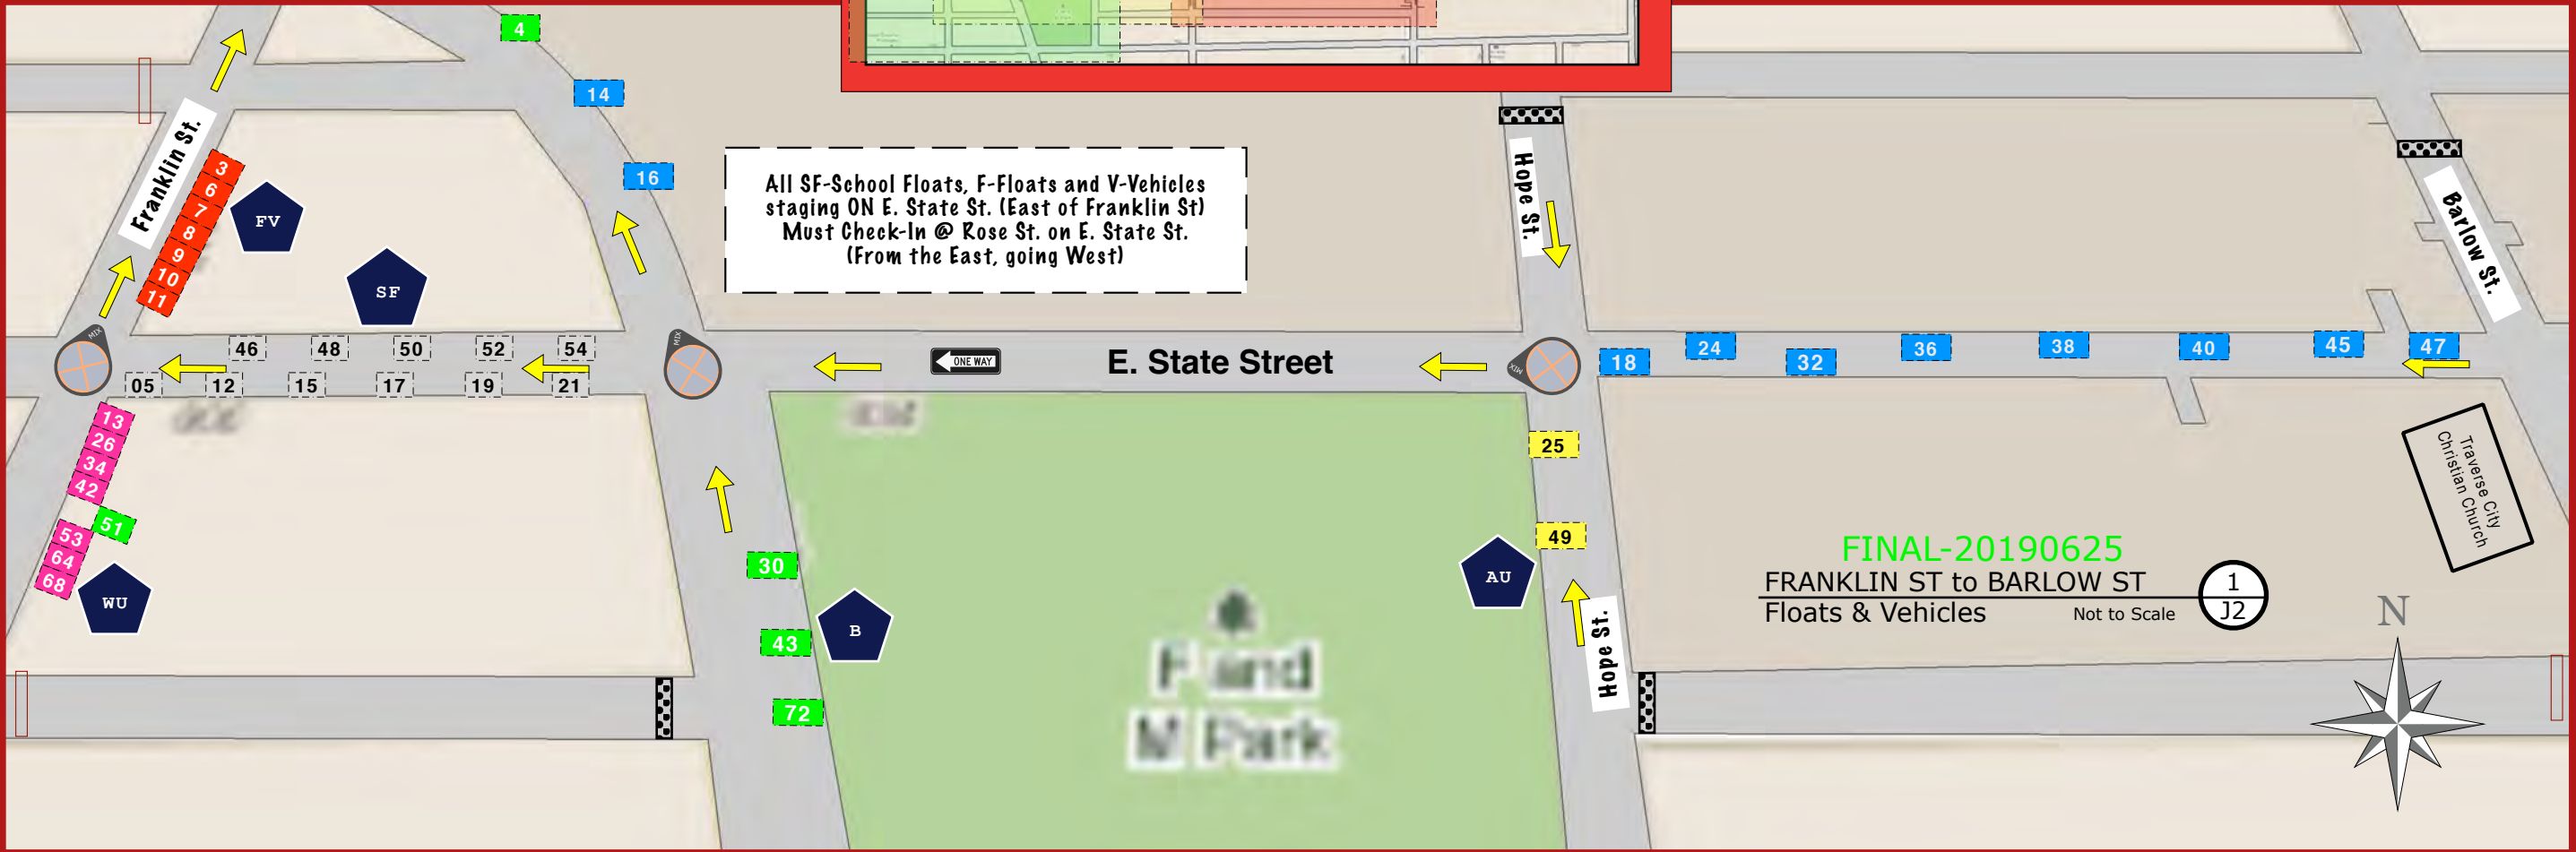 4
14
16
Franklin St.
3
6
7
8
9
10
11
FV
SF
All SF-School Floats, F-Floats and V-Vehicles
staging ON E. State St. (East of Franklin St)
Must Check-In @ Rose St. on E. State St.
(From the East, going West)
Hope St.
Barlow St.
MIX
MIX
MIX
46
48
50
52
54
05
12
15
17
19
21
ONE WAY
E. State Street
18
24
32
36
38
40
45
47
13
26
34
42
51
53
64
68
WU
30
43
72
B
25
49
AU
Hope St.
F and
M Park
Traverse City
Christian Church
FINAL-20190625
FRANKLIN ST to BARLOW ST
Floats & Vehicles
Not to Scale
1
J2
N